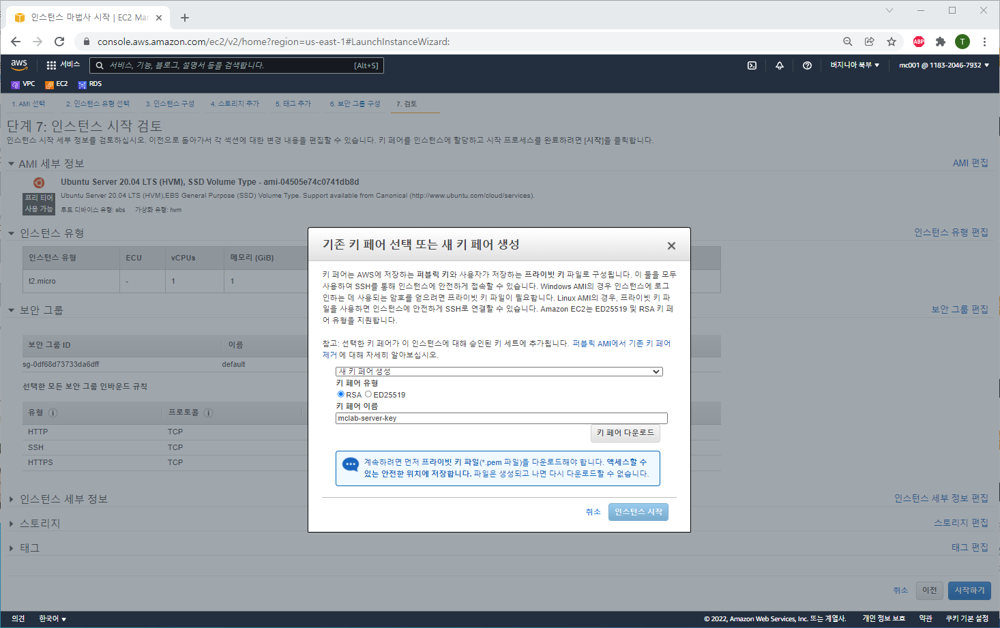 인스턴스 마법사 시작 | EC2 Mar
console.aws.amazon.com/ec2/v2/home?region=us-east-1#LaunchInstanceWizard:
ABP
T
aws
서비스
서비스, 기능, 블로그, 설명서 등을 검색합니다.
[Alt+S]
버지니아 북부
mc001 @ 1183-2046-7932
VPC
EC2
RDS
1. AMI 선택
2. 인스턴스 유형 선택
3. 인스턴스 구성
4. 스토리지 추가
5. 태그 추가
6. 보안 그룹 구성
7. 검토
단계 7: 인스턴스 시작 검토
인스턴스 시작 세부 정보를 검토하십시오. 이전으로 돌아가서 각 섹션에 대한 변경 내용을 편집할 수 있습니다. 키 페어를 인스턴스에 할당하고 시작 프로세스를 완료하려면 [시작]을 클릭합니다.
AMI 세부 정보
AMI 편집
Ubuntu Server 20.04 LTS (HVM), SSD Volume Type - ami-04505e74c0741db8d
프리 티어
사용 가능
Ubuntu Server 20.04 LTS (HVM),EBS General Purpose (SSD) Volume Type. Support available from Canonical (http://www.ubuntu.com/cloud/services).
루트 디바이스 유형: ebs 가상화 유형: hvm
인스턴스 유형
인스턴스 유형 편집
인스턴스 유형
ECU
vCPUs
메모리 (GiB)
t2.micro
-
1
1
보안 그룹
보안 그룹 편집
보안 그룹 ID
이름
sg-0df68d73733da6dff
default
선택한 모든 보안 그룹 인바운드 규칙
유형
프로토콜
HTTP
TCP
SSH
TCP
HTTPS
TCP
인스턴스 세부 정보
인스턴스 세부 정보 편집
스토리지
스토리지 편집
태그
태그 편집
기존 키 페어 선택 또는 새 키 페어 생성
키 페어는 AWS에 저장하는 퍼블릭 키와 사용자가 저장하는 프라이빗 키 파일로 구성됩니다. 이 둘을 모두
사용하여 SSH를 통해 인스턴스에 안전하게 접속할 수 있습니다. Windows AMI의 경우 인스턴스에 로그
인하는 데 사용되는 암호를 얻으려면 프라이빗 키 파일이 필요합니다. Linux AMI의 경우, 프라이빗 키 파
일을 사용하면 인스턴스에 안전하게 SSH로 연결할 수 있습니다. Amazon EC2는 ED25519 및 RSA 키 페
어 유형을 지원합니다.
참고: 선택한 키 페어가 이 인스턴스에 대해 승인된 키 세트에 추가됩니다. 퍼블릭 AMI에서 기존 키 페어
제거 에 대해 자세히 알아보십시오.
새 키 페어 생성
키 페어 유형
RSA
ED25519
키 페어 이름
mclab-server-key
키 페어 다운로드
계속하려면 먼저 프라이빗 키 파일(*.pem 파일)을 다운로드해야 합니다. 액세스할 수
있는 안전한 위치에 저장합니다. 파일은 생성되고 나면 다시 다운로드할 수 없습니다.
취소
인스턴스 시작
취소
이전
시작하기
의견
한국어
© 2022, Amazon Web Services, Inc. 또는 계열사.
개인 정보 보호
약관
쿠키 기본 설정